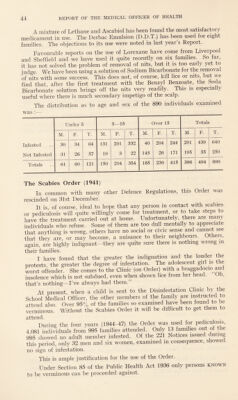 44 REPORT OF THE MEDICAL OFFICER OF HEALTH
A mixture of Lethane and Ascabiol has been found the most satisfactory
medicament in use. The Derbac Emulsion (D.D.T.) has been used for eight
families. The objections to its use were noted in last year's Report.
Favourable reports on the use of Lorexane have come from Liverpool
and Sheffield and we have used it quite recently on six families. So far,
it has not solved the problem of removal of nits, but it is too early yet to
judge. We have been using a solution of Sodium Bicarbonate for the removal
of nits with some success. This does not, of course, kill lice or nits, but we
find that, after the first treatment with the Benzyl Benzoate, the Soda
Bicarbonate solution brings off the nits very readily. This is especially
useful where there is much secondary impetigo of the scalp.
The distribution as to age and sex of the 890 individuals examined
was:—
Under 5 5—15 Over 15 Totals
M. F. T. M. F. T. M. F. T. M. F. T.
Infested 30 34 64 131 201 332 40 204 244 201 439 640
Not Infested 31 26 57 19 3 22 145 26 171 195 55 250
Totals 61 60 121 150 204 354 185 230 415 396 494 890
The Scabies Order (1941)
In common with many other Defence Regulations, this Order was
rescinded on 31st December.
It is, of course, ideal to hope that any person in contact with scabies
or pediculosis will quite willingly come for treatment, or to take steps to
have the treatment carried out at home. Unfortunately, there are many
individuals who refuse. Some of them are too dull mentally to appreciate
that anything is wrong, others have no social or civic sense and cannot see
that they are, or may become, a nuisance to their neighbours. Others,
again, are highly indignant—they are quite sure there is nothing wrong in
their families.
I have found that the greater the indignation and the louder the
protests, the greater the degree of infestation. The adolescent girl is the
worst offender. She comes to the Clinic (on Order) with a braggadocio and
insolence which is not subdued, even when shown lice from her head. "Oh,
that's nothing—I've always had them."
At present, when a child is sent to the Disinfestation Clinic by the
School Medical Officer, the other members of the family are instructed to
attend also. Over 95% of the families so examined have been found to be
verminous. Without the Scabies Order it will be difficult to get them to
attend.
During the four years (1944-47) the Order was used for pediculosis,
4,081 individuals from 995 families attended. Only 13 families out of the
995 showed no adult member infested. Of the 221 Notices issued during
this period, only 32 men and six women, examined in consequence, showed
no sign of infestation.
This is ample justification for the use of the Order.
Under Section 85 of the Public Health Act 1936 only persons known
to be verminous can be proceeded against.